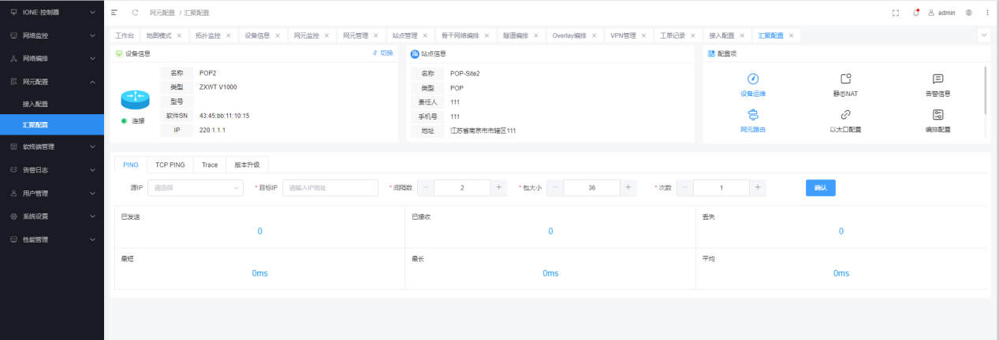 IONE·控制器
网络监控
网络编排
网元配置
接入配置
汇聚配置
软终端管理
告警日志
用户管理
系统设置
性能管理
网元配置 / 汇聚配置
admin
工作台 地图模式 × 拓扑监控 × 设备信息 × 网元监控 × 网元管理 × 站点管理 × 骨干网络编排 × 隧道编排 × Overlay编排 × VPN管理 × 工单记录 × 接入配置 × 汇聚配置 ×
设备信息 切换
名称 POP2
类型 ZXWT V1000
型号
软件SN 43:45:bb:11:10:15
IP 220.1.1.1
连接
站点信息
名称 POP-Site2
类型 POP
责任人 111
手机号 111
地址 江苏省南京市市辖区111
配置项
设备运维 静态NAT 告警信息
网元路由 以太口配置 编排配置
PING TCP PING Trace 版本升级
源IP 请选择 * 目标IP 请输入IP地址 * 间隔数 − 2 + * 包大小 − 36 + * 次数 − 1 + 确认
已发送 已接收 丢失
0 0 0
最短 最长 平均
0ms 0ms 0ms